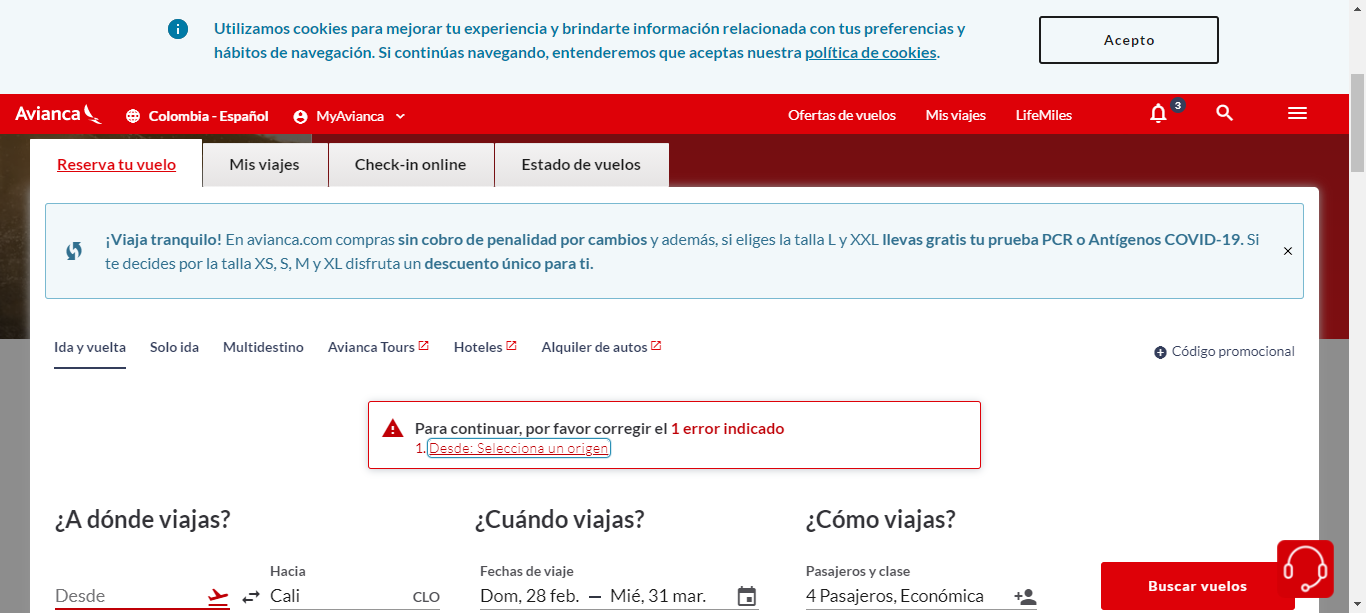 Utilizamos cookies para mejorar tu experiencia y brindarte información relacionada con tus preferencias y
hábitos de navegación. Si continúas navegando, entenderemos que aceptas nuestra política de cookies.
Acepto
Avianca
Colombia - Español
MyAvianca
Ofertas de vuelos
Mis viajes
LifeMiles
3
Reserva tu vuelo
Mis viajes
Check-in online
Estado de vuelos
¡Viaja tranquilo! En avianca.com compras sin cobro de penalidad por cambios y además, si eliges la talla L y XXL llevas gratis tu prueba PCR o Antígenos COVID-19. Si
te decides por la talla XS, S, M y XL disfruta un descuento único para ti.
Ida y vuelta
Solo ida
Multidestino
Avianca Tours
Hoteles
Alquiler de autos
Código promocional
Para continuar, por favor corregir el 1 error indicado
1. Desde: Selecciona un origen
¿A dónde viajas?
¿Cuándo viajas?
¿Cómo viajas?
Hacia
Fechas de viaje
Pasajeros y clase
Desde
Cali
CLO
Dom, 28 feb. – Mié, 31 mar.
4 Pasajeros, Económica
Buscar vuelos